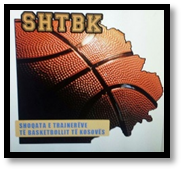 SHTBK
SHOQATA E TRAJNERËVE
TË BASKETBOLLIT TË KOSOVËS